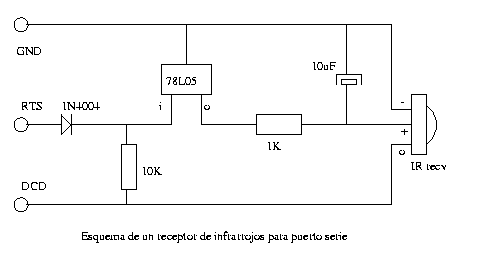 GND
78L05
10uF
RTS
1N4004
i
o
-
+
1K
o
IR recv
10K
DCD
Esquema de un receptor de infrarrojos para puerto serie